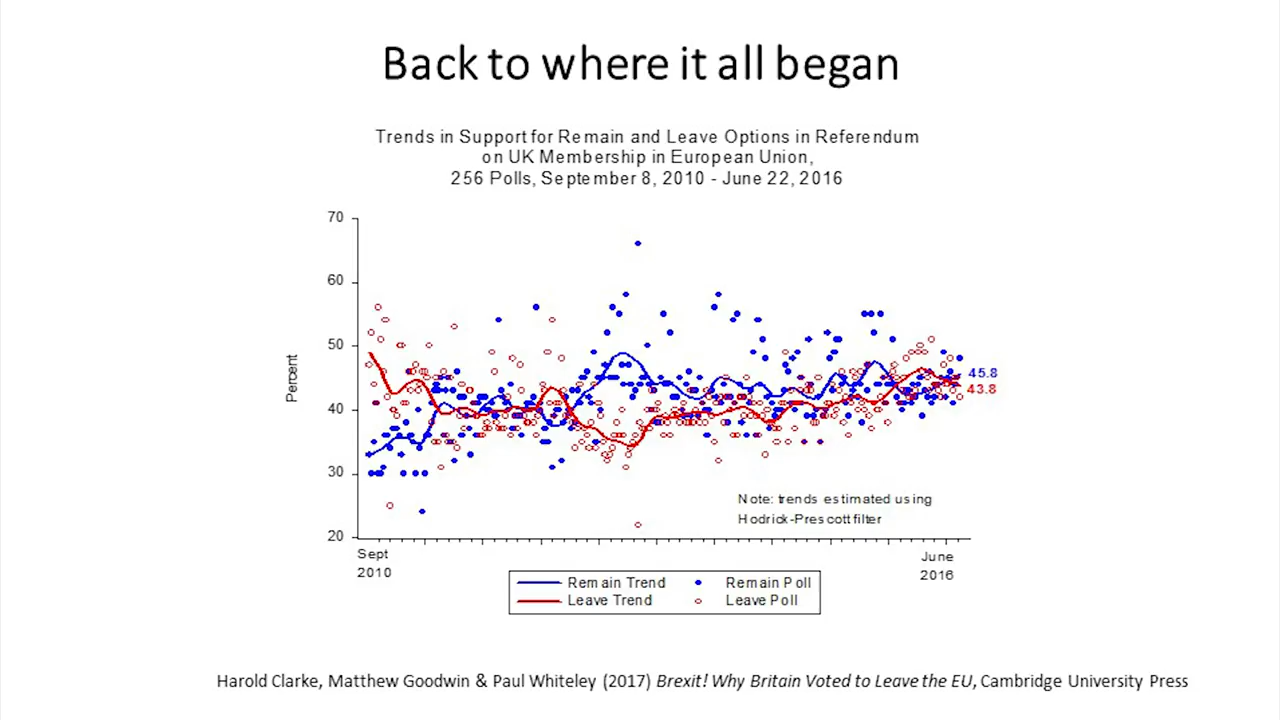 Back to where it all began
Trends in Support for Remain and Leave Options in Referendum
on UK Membership in European Union,
256 Polls, September 8, 2010 - June 22, 2016
70
60
50
40
30
20
Percent
45.8
43.8
Note: trends estimated using
Hodrick-Prescott filter
Sept
2010
June
2016
Remain Trend
Remain Poll
Leave Trend
Leave Poll
Harold Clarke, Matthew Goodwin & Paul Whiteley (2017) Brexit! Why Britain Voted to Leave the EU, Cambridge University Press